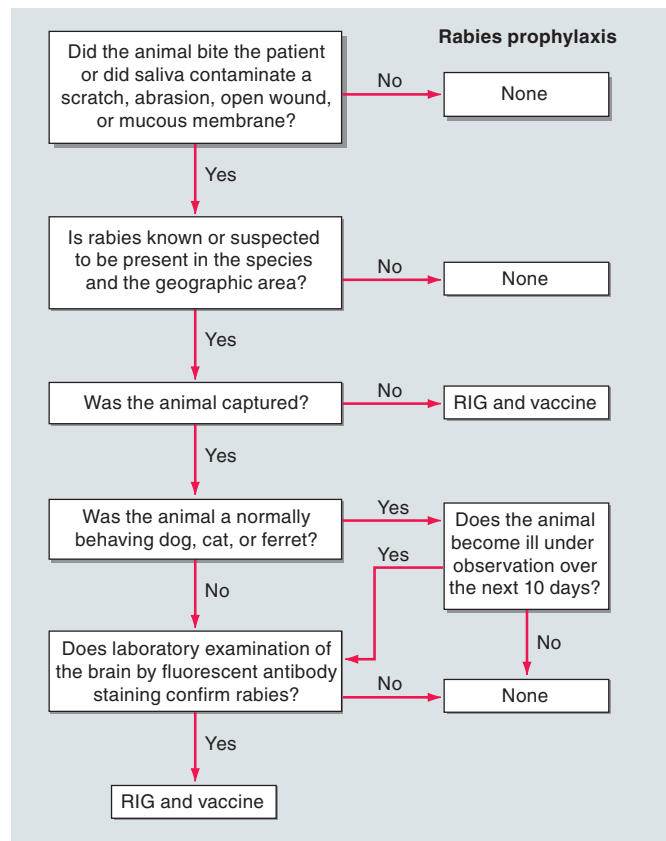 Rabies prophylaxis
Did the animal bite the patient
or did saliva contaminate a
scratch, abrasion, open wound,
or mucous membrane?
No
None
Yes
Is rabies known or suspected
to be present in the species
and the geographic area?
No
None
Yes
Was the animal captured?
No
RIG and vaccine
Yes
Was the animal a normally
behaving dog, cat, or ferret?
Yes
Does the animal
become ill under
observation over
the next 10 days?
Yes
No
No
Does laboratory examination of
the brain by fluorescent antibody
staining confirm rabies?
No
None
Yes
RIG and vaccine